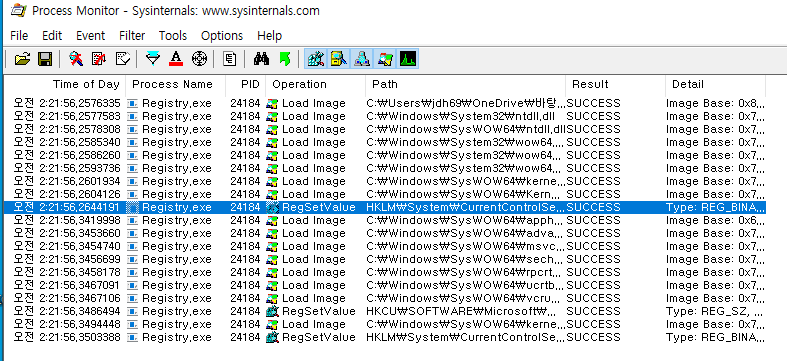 Process Monitor - Sysinternals: www.sysinternals.com
File Edit Event Filter Tools Options Help
Time of Day Process Name PID Operation Path Result Detail
오전 2:21:56,2576335 Registry,exe 24184 Load Image C:₩Users₩jdh69₩OneDrive₩바탕... SUCCESS Image Base: 0x8,...
오전 2:21:56,2577583 Registry,exe 24184 Load Image C:₩Windows₩System32₩ntdll,dll SUCCESS Image Base: 0x7,...
오전 2:21:56,2578308 Registry,exe 24184 Load Image C:₩Windows₩SysWOW64₩ntdll,dll SUCCESS Image Base: 0x7,...
오전 2:21:56,2585340 Registry,exe 24184 Load Image C:₩Windows₩System32₩wow64,... SUCCESS Image Base: 0x7,...
오전 2:21:56,2586260 Registry,exe 24184 Load Image C:₩Windows₩System32₩wow64,... SUCCESS Image Base: 0x7,...
오전 2:21:56,2593736 Registry,exe 24184 Load Image C:₩Windows₩System32₩wow64,... SUCCESS Image Base: 0x7,...
오전 2:21:56,2601934 Registry,exe 24184 Load Image C:₩Windows₩SysWOW64₩kerne,... SUCCESS Image Base: 0x7,...
오전 2:21:56,2604126 Registry,exe 24184 Load Image C:₩Windows₩SysWOW64₩kerne,... SUCCESS Image Base: 0x7,...
오전 2:21:56,2644191 Registry,exe 24184 RegSetValue HKLM₩System₩CurrentControlSe,... SUCCESS Type: REG_BINA,...
오전 2:21:56,3419998 Registry,exe 24184 Load Image C:₩Windows₩SysWOW64₩apph,... SUCCESS Image Base: 0x6,...
오전 2:21:56,3453660 Registry,exe 24184 Load Image C:₩Windows₩SysWOW64₩adva,... SUCCESS Image Base: 0x7,...
오전 2:21:56,3454740 Registry,exe 24184 Load Image C:₩Windows₩SysWOW64₩msvc,... SUCCESS Image Base: 0x7,...
오전 2:21:56,3456699 Registry,exe 24184 Load Image C:₩Windows₩SysWOW64₩sech,... SUCCESS Image Base: 0x7,...
오전 2:21:56,3458178 Registry,exe 24184 Load Image C:₩Windows₩SysWOW64₩rpcrt,... SUCCESS Image Base: 0x7,...
오전 2:21:56,3467091 Registry,exe 24184 Load Image C:₩Windows₩SysWOW64₩ucrtb,... SUCCESS Image Base: 0x7,...
오전 2:21:56,3467106 Registry,exe 24184 Load Image C:₩Windows₩SysWOW64₩vcru,... SUCCESS Image Base: 0x7,...
오전 2:21:56,3486494 Registry,exe 24184 RegSetValue HKCU₩SOFTWARE₩Microsoft₩,... SUCCESS Type: REG_SZ, ...
오전 2:21:56,3494448 Registry,exe 24184 Load Image C:₩Windows₩SysWOW64₩kerne,... SUCCESS Image Base: 0x7,...
오전 2:21:56,3503388 Registry,exe 24184 RegSetValue HKLM₩System₩CurrentControlSe,... SUCCESS Type: REG_BINA,...